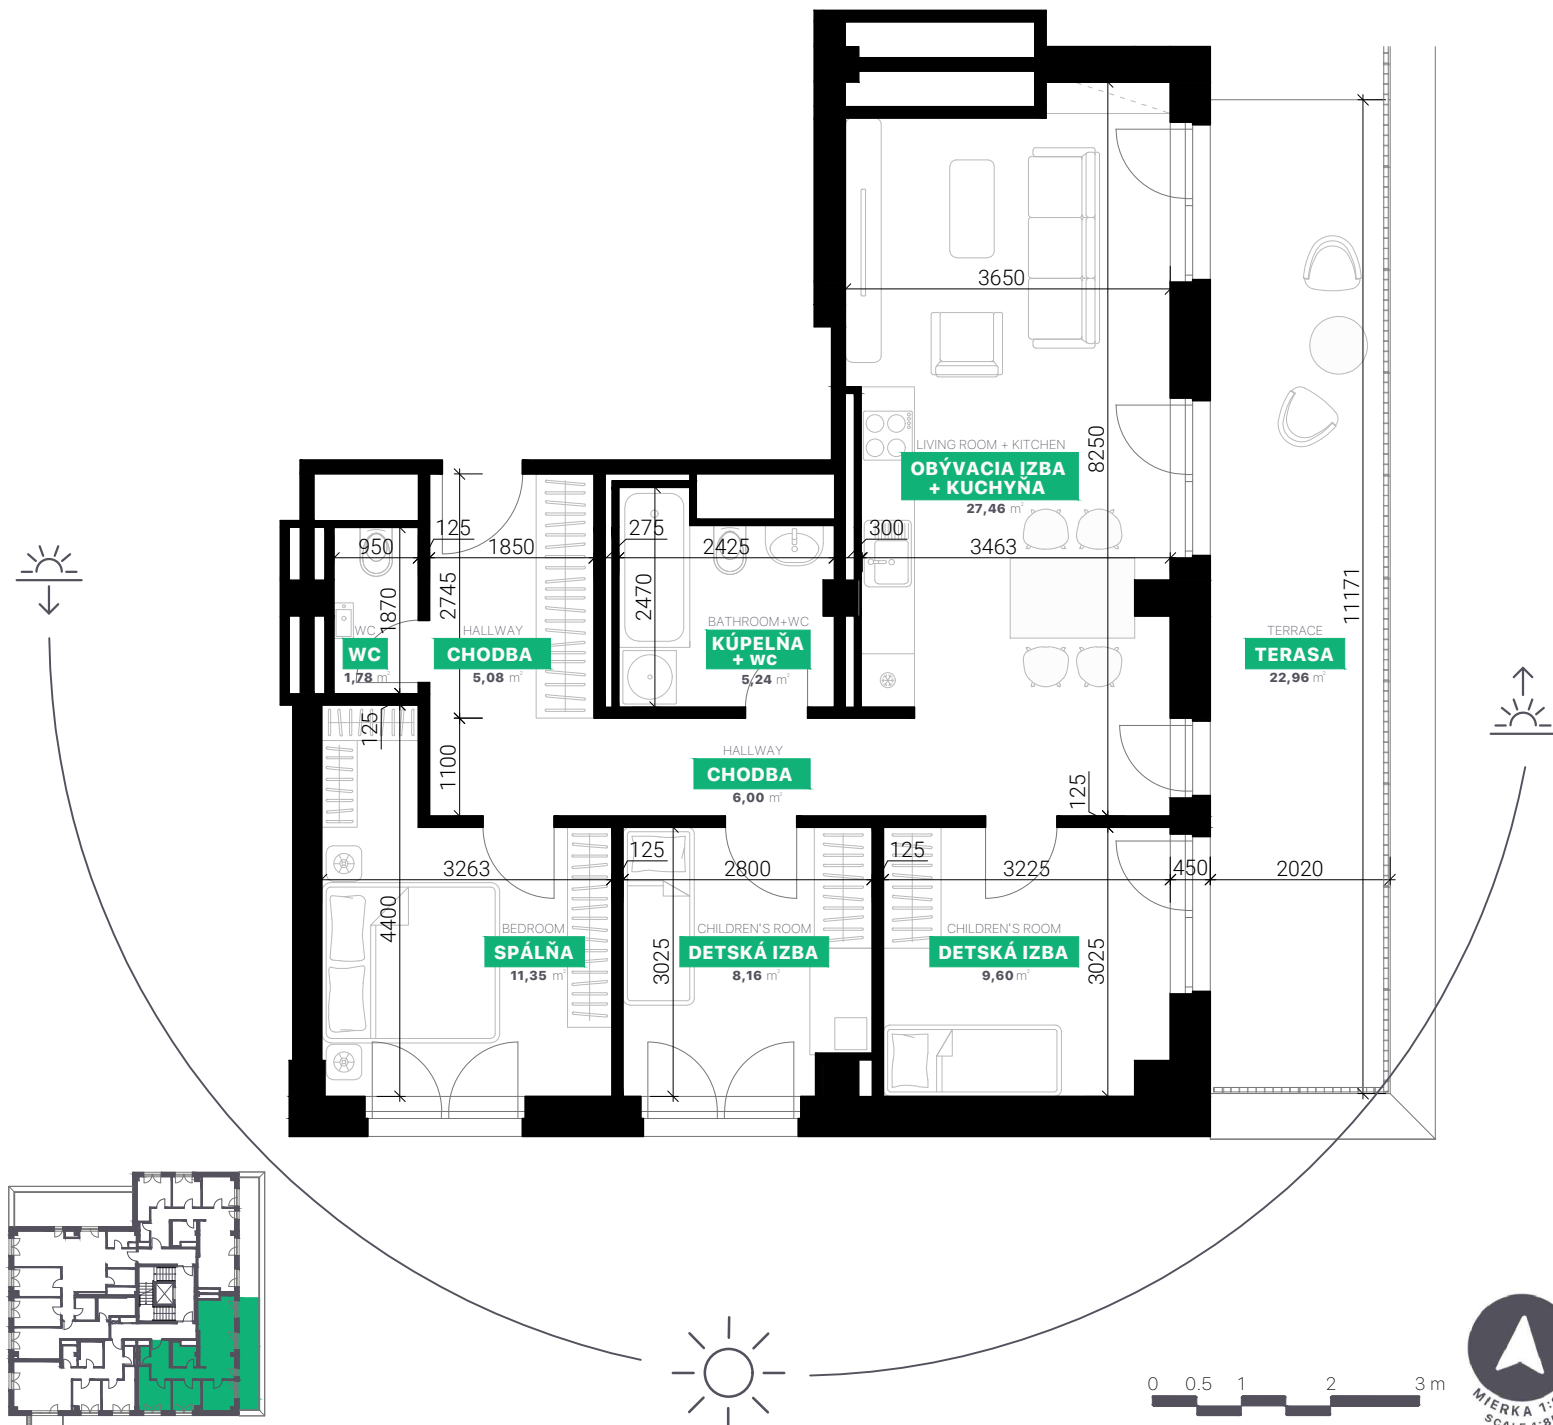 3650
8250
LIVING ROOM + KITCHEN
OBÝVACIA IZBA
+ KUCHYŇA
27,46 m²
11171
950
125
1850
275
2425
300
3463
1870
2745
2470
WC
WC
1,78 m²
HALLWAY
CHODBA
5,08 m²
BATHROOM+WC
KÚPEĽŇA
+ WC
5,24 m²
TERRACE
TERASA
22,96 m²
125
1100
HALLWAY
CHODBA
6,00 m²
125
3263
125
2800
125
3225
450
2020
4400
3025
3025
BEDROOM
SPÁLŇA
11,35 m²
CHILDREN'S ROOM
DETSKÁ IZBA
8,16 m²
CHILDREN'S ROOM
DETSKÁ IZBA
9,60 m²
0 0.5 1 2 3 m
MIERKA
SCALE